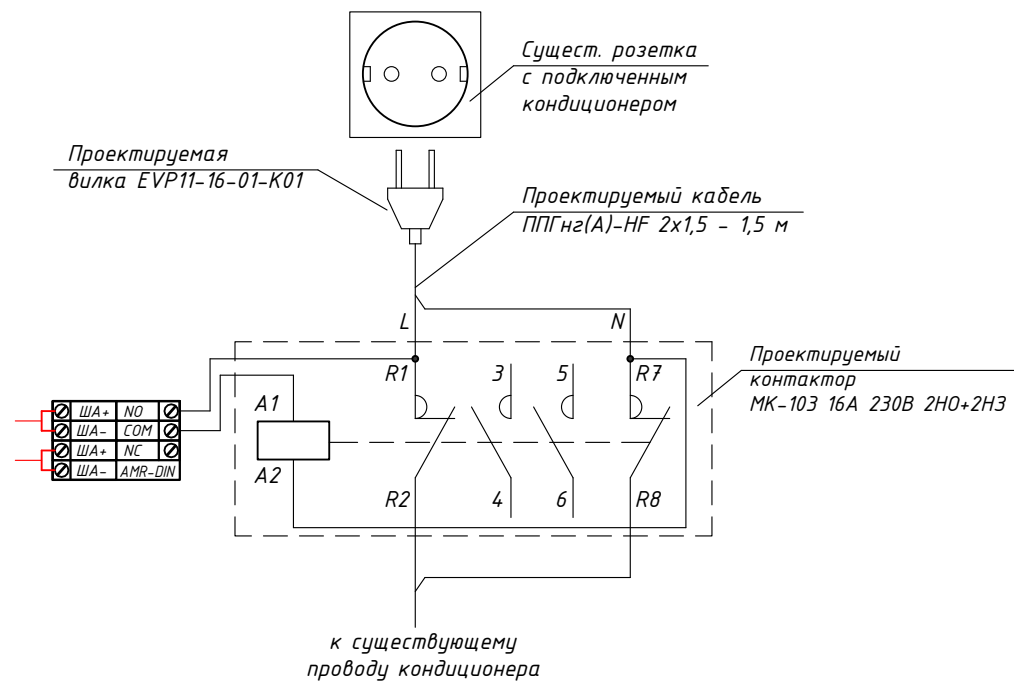 Сущест. розетка
с подключенным
кондиционером
Проектируемая
вилка EVP11-16-01-K01
Проектируемый кабель
ППГнг(А)-HF 2х1,5 - 1,5 м
L
N
R1
3
5
R7
Проектируемый
контактор
МК-103 16А 230В 2НО+2НЗ
A1
A2
ША+ NO
ША- COM
ША+ NC
ША- AMR-DIN
R2
4
6
R8
к существующему
проводу кондиционера